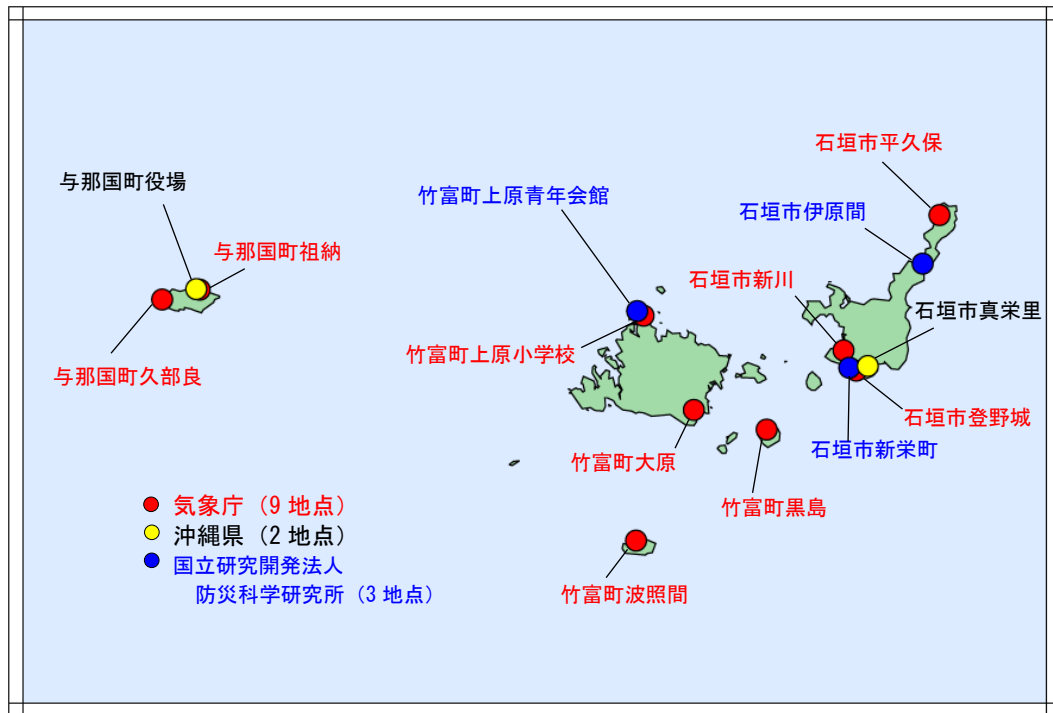 石垣市平久保
与那国町役場
竹富町上原青年会館
石垣市伊原間
与那国町祖納
石垣市新川
石垣市真栄里
竹富町上原小学校
与那国町久部良
石垣市登野城
石垣市新栄町
竹富町大原
竹富町黒島
気象庁（9 地点）
沖縄県（2 地点）
国立研究開発法人
防災科学研究所（3 地点）
竹富町波照間